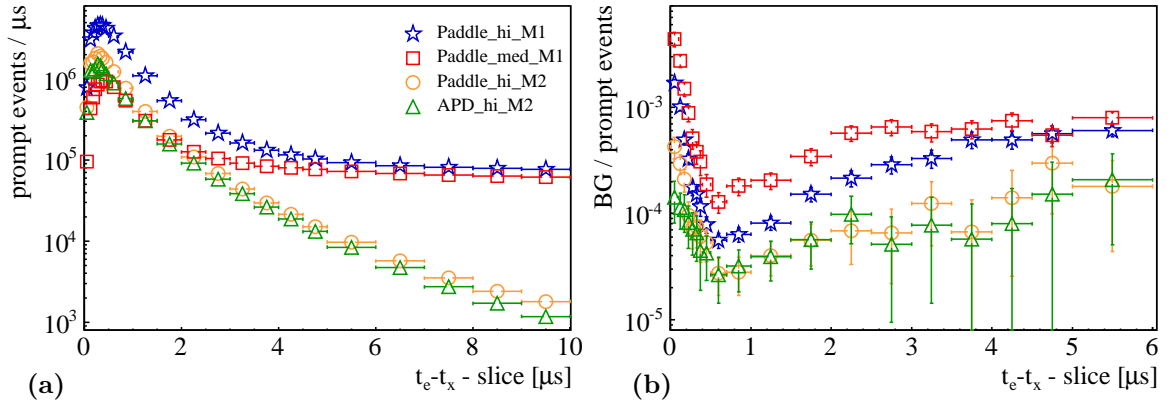 prompt events / μs
10⁶
10⁵
10⁴
10³
0 2 4 6 8 10
Paddle_hi_M1
Paddle_med_M1
Paddle_hi_M2
APD_hi_M2
(a) tₑ-tₓ - slice [μs]
BG / prompt events
10⁻³
10⁻⁴
10⁻⁵
0 1 2 3 4 5 6
(b) tₑ-tₓ - slice [μs]